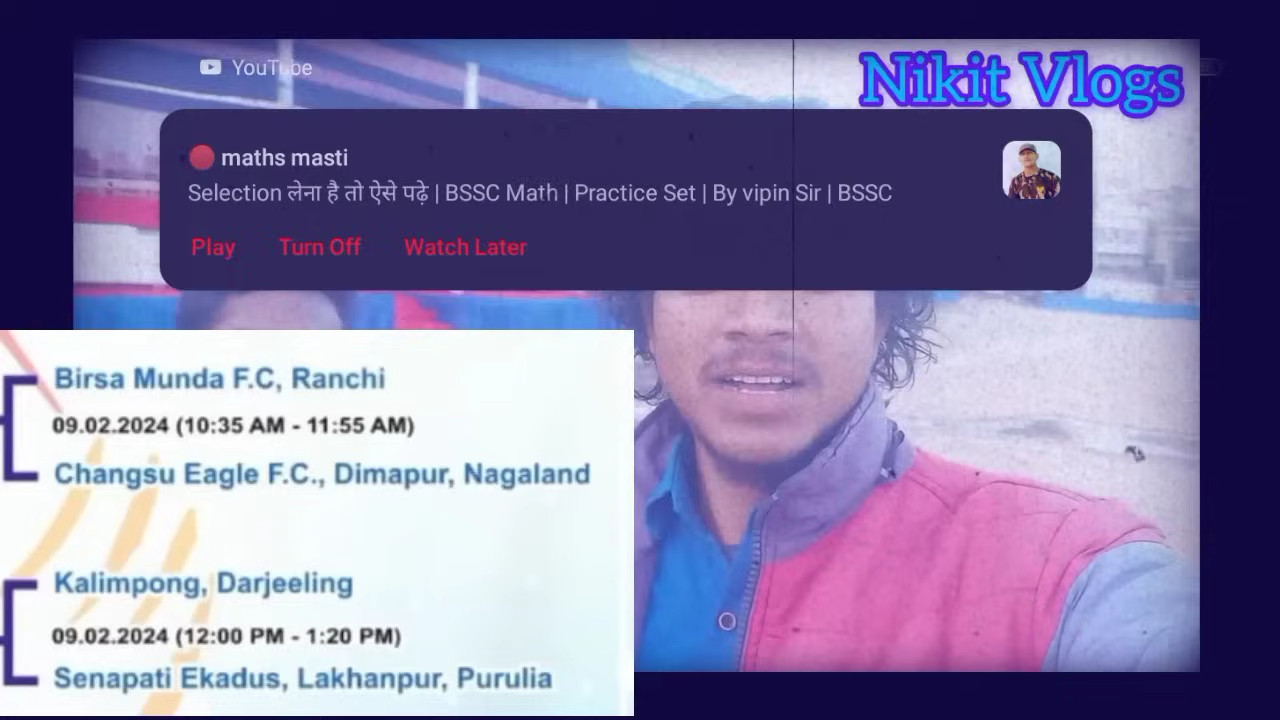 YouTube
Nikit Vlogs
maths masti
Selection लेना है तो ऐसे पढ़े | BSSC Math | Practice Set | By vipin Sir | BSSC
Play Turn Off Watch Later
Birsa Munda F.C, Ranchi
09.02.2024 (10:35 AM - 11:55 AM)
Changsu Eagle F.C., Dimapur, Nagaland
Kalimpong, Darjeeling
09.02.2024 (12:00 PM - 1:20 PM)
Senapati Ekadus, Lakhanpur, Purulia